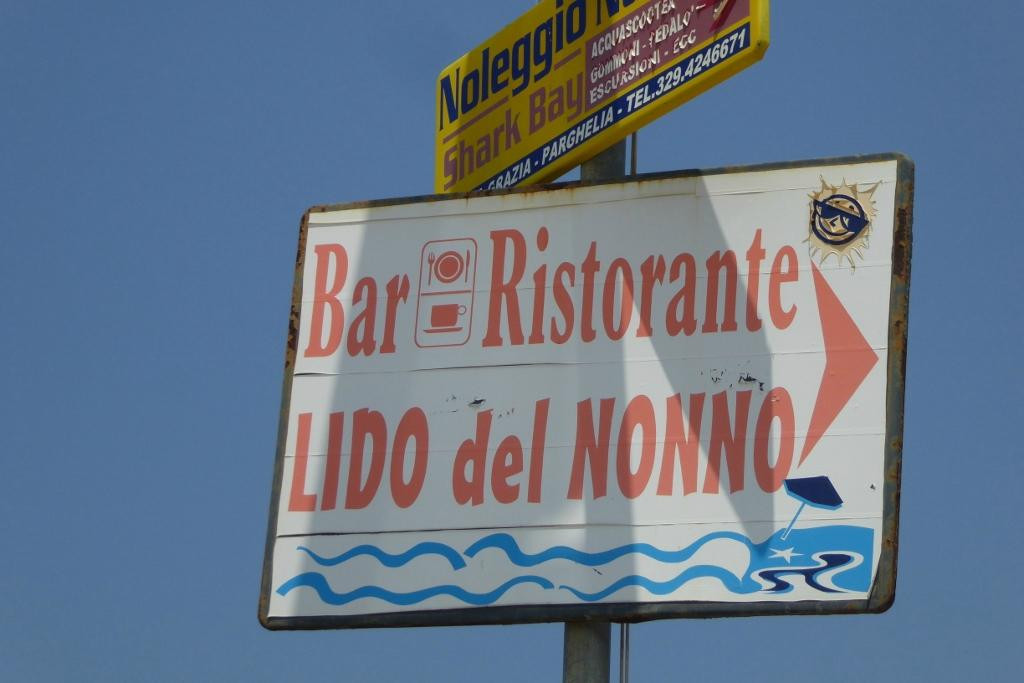 Noleggio
Shark Bay
ACQUASCOOTER
GOMMONI - PEDALO'
ESCURSIONI - ECC
GRAZIA - PARGHELIA - TEL.329.4246671
Bar Ristorante
LIDO del NONNO